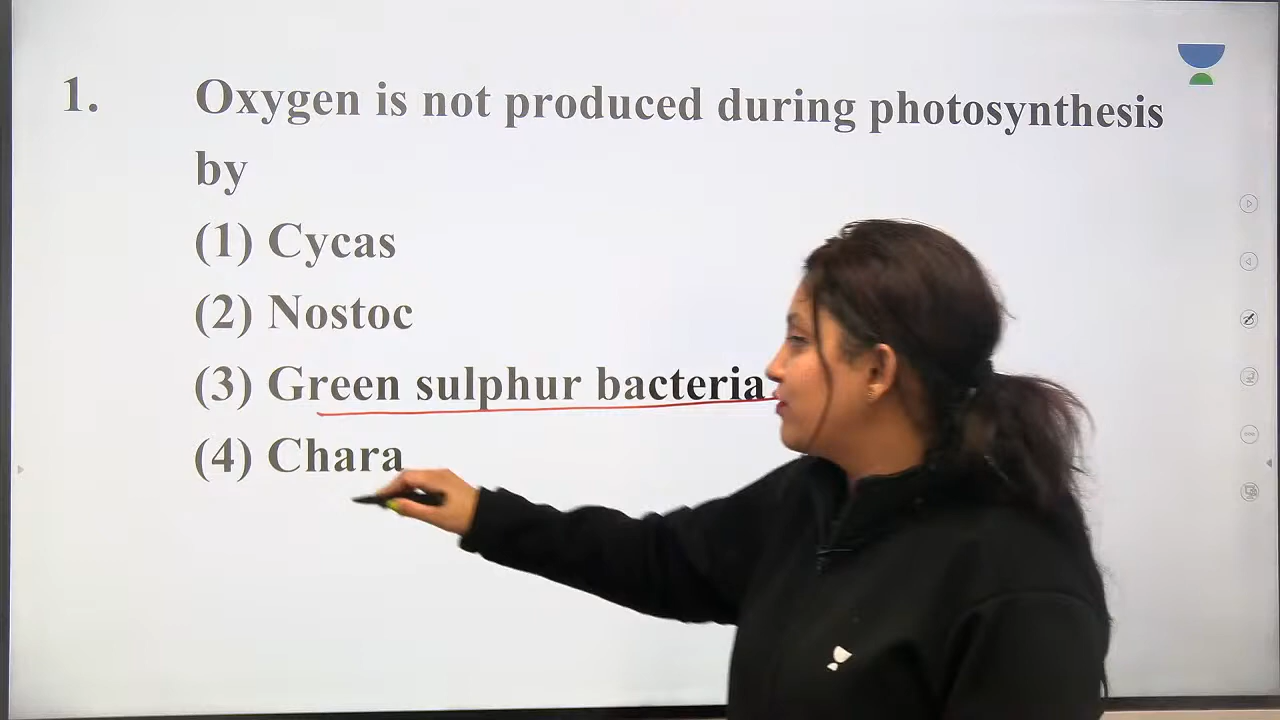 1. Oxygen is not produced during photosynthesis
by
(1) Cycas
(2) Nostoc
(3) Green sulphur bacteria
(4) Chara